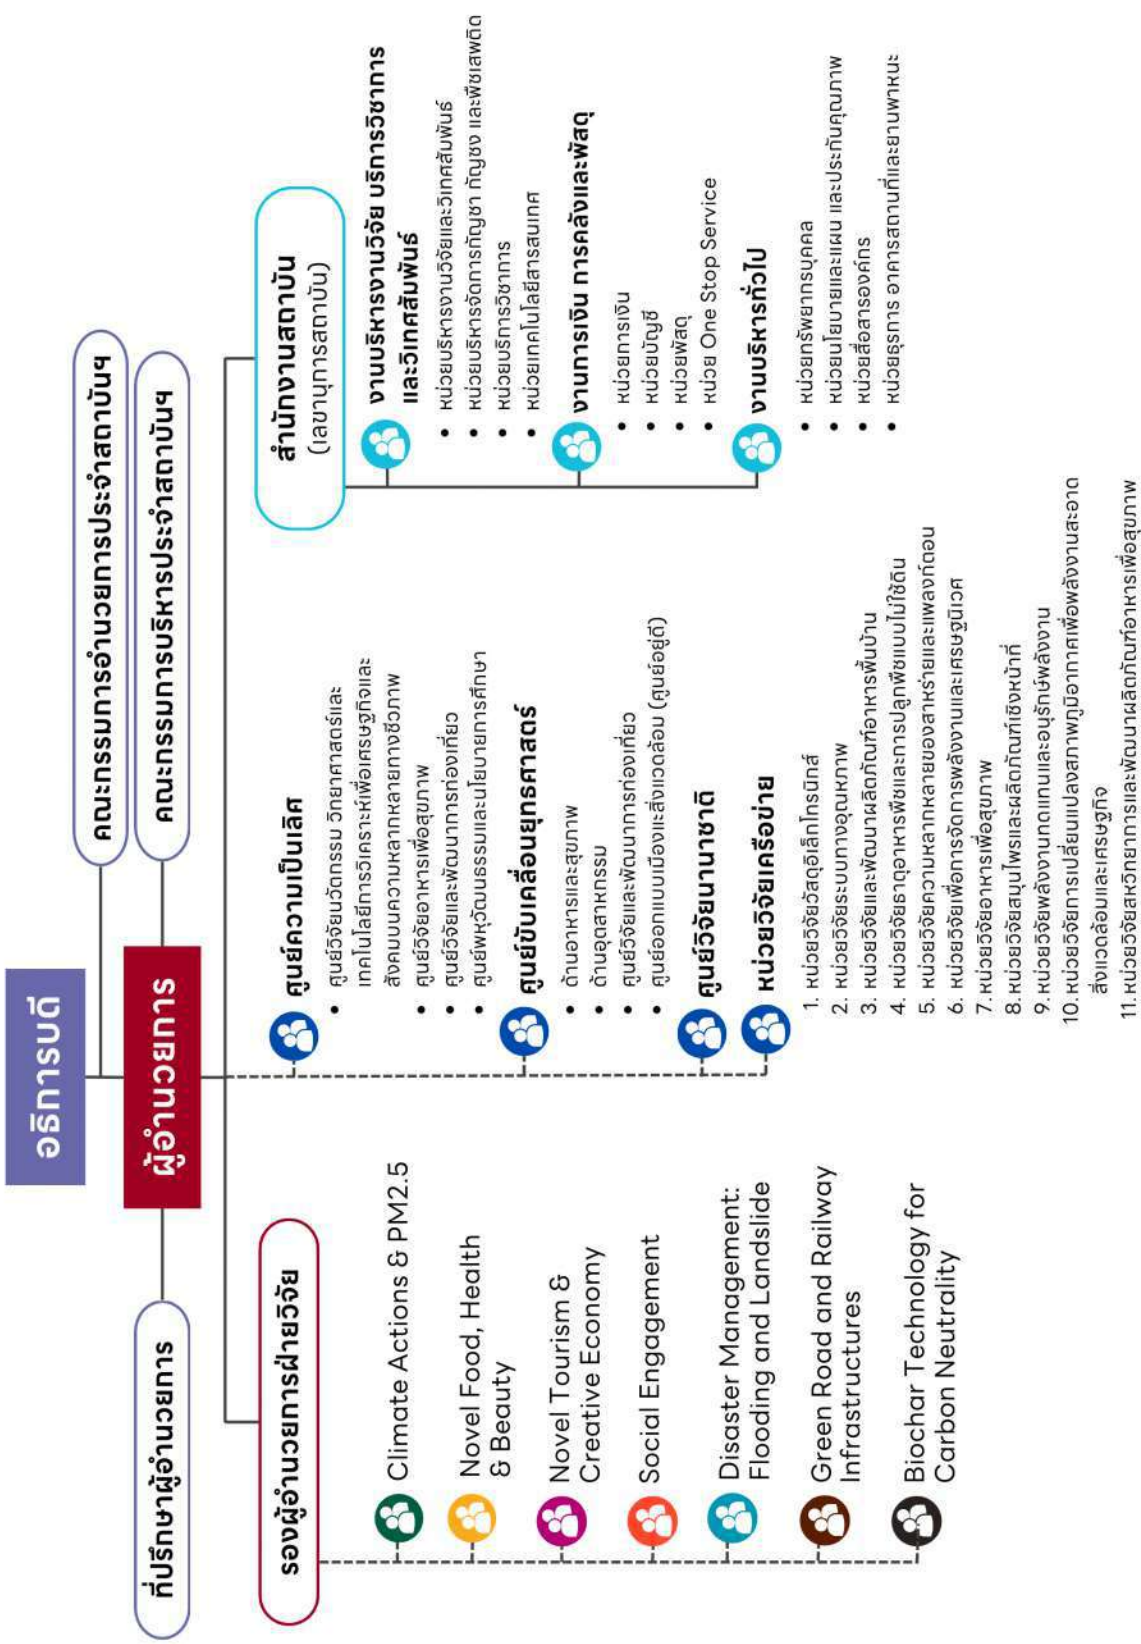 อธิการบดี
คณะกรรมการอำนวยการประจำสถาบันฯ
ที่ปรึกษาผู้อำนวยการ
ผู้อำนวยการ
คณะกรรมการบริหารประจำสถาบันฯ
รองผู้อำนวยการฝ่ายวิจัย
Climate Actions & PM2.5
Novel Food, Health
& Beauty
Novel Tourism &
Creative Economy
Social Engagement
Disaster Management:
Flooding and Landslide
Green Road and Railway
Infrastructures
Biochar Technology for
Carbon Neutrality
ศูนย์ความเป็นเลิศ
• ศูนย์วิจัยนวัตกรรม วิทยาศาสตร์และ
เทคโนโลยีการวิเคราะห์เพื่อเศรษฐกิจและ
สังคมบนความหลากหลายทางชีวภาพ
• ศูนย์วิจัยอาหารเพื่อสุขภาพ
• ศูนย์วิจัยและพัฒนาการท่องเที่ยว
• ศูนย์พหุวัฒนธรรมและนโยบายการศึกษา
ศูนย์ขับเคลื่อนยุทธศาสตร์
• ด้านอาหารและสุขภาพ
• ด้านอุตสาหกรรม
• ศูนย์วิจัยและพัฒนาการท่องเที่ยว
• ศูนย์ออกแบบเมืองและสิ่งแวดล้อม (ศูนย์อยู่ดี)
ศูนย์วิจัยนานาชาติ
หน่วยวิจัยเครือข่าย
1. หน่วยวิจัยวัสดุอิเล็กโทรนิกส์
2. หน่วยวิจัยระบบทางอุณหภาพ
3. หน่วยวิจัยและพัฒนาผลิตภัณฑ์อาหารพื้นบ้าน
4. หน่วยวิจัยธาตุอาหารพืชและการปลูกพืชแบบไม่ใช้ดิน
5. หน่วยวิจัยความหลากหลายของสาหร่ายและแพลงก์ตอน
6. หน่วยวิจัยเพื่อการจัดการพลังงานและเศรษฐนิเวศ
7. หน่วยวิจัยอาหารเพื่อสุขภาพ
8. หน่วยวิจัยสมุนไพรและผลิตภัณฑ์เชิงหน้าที่
9. หน่วยวิจัยพลังงานทดแทนและอนุรักษ์พลังงาน
10. หน่วยวิจัยการเปลี่ยนแปลงสภาพภูมิอากาศเพื่อพลังงานสะอาด
สิ่งแวดล้อมและเศรษฐกิจ
11. หน่วยวิจัยสหวิทยาการและพัฒนาผลิตภัณฑ์อาหารเพื่อสุขภาพ
สำนักงานสถาบัน
(เลขานุการสถาบัน)
งานบริหารงานวิจัย บริการวิชาการ
และวิเทศสัมพันธ์
• หน่วยบริหารงานวิจัยและวิเทศสัมพันธ์
• หน่วยบริหารจัดการกัญชา กัญชง และพืชเสพติด
• หน่วยบริการวิชาการ
• หน่วยเทคโนโลยีสารสนเทศ
งานการเงิน การคลังและพัสดุ
• หน่วยการเงิน
• หน่วยบัญชี
• หน่วยพัสดุ
• หน่วย One Stop Service
งานบริหารทั่วไป
• หน่วยทรัพยากรบุคคล
• หน่วยนโยบายและแผน และประกันคุณภาพ
• หน่วยสื่อสารองค์กร
• หน่วยธุรการ อาคารสถานที่และยานพาหนะ